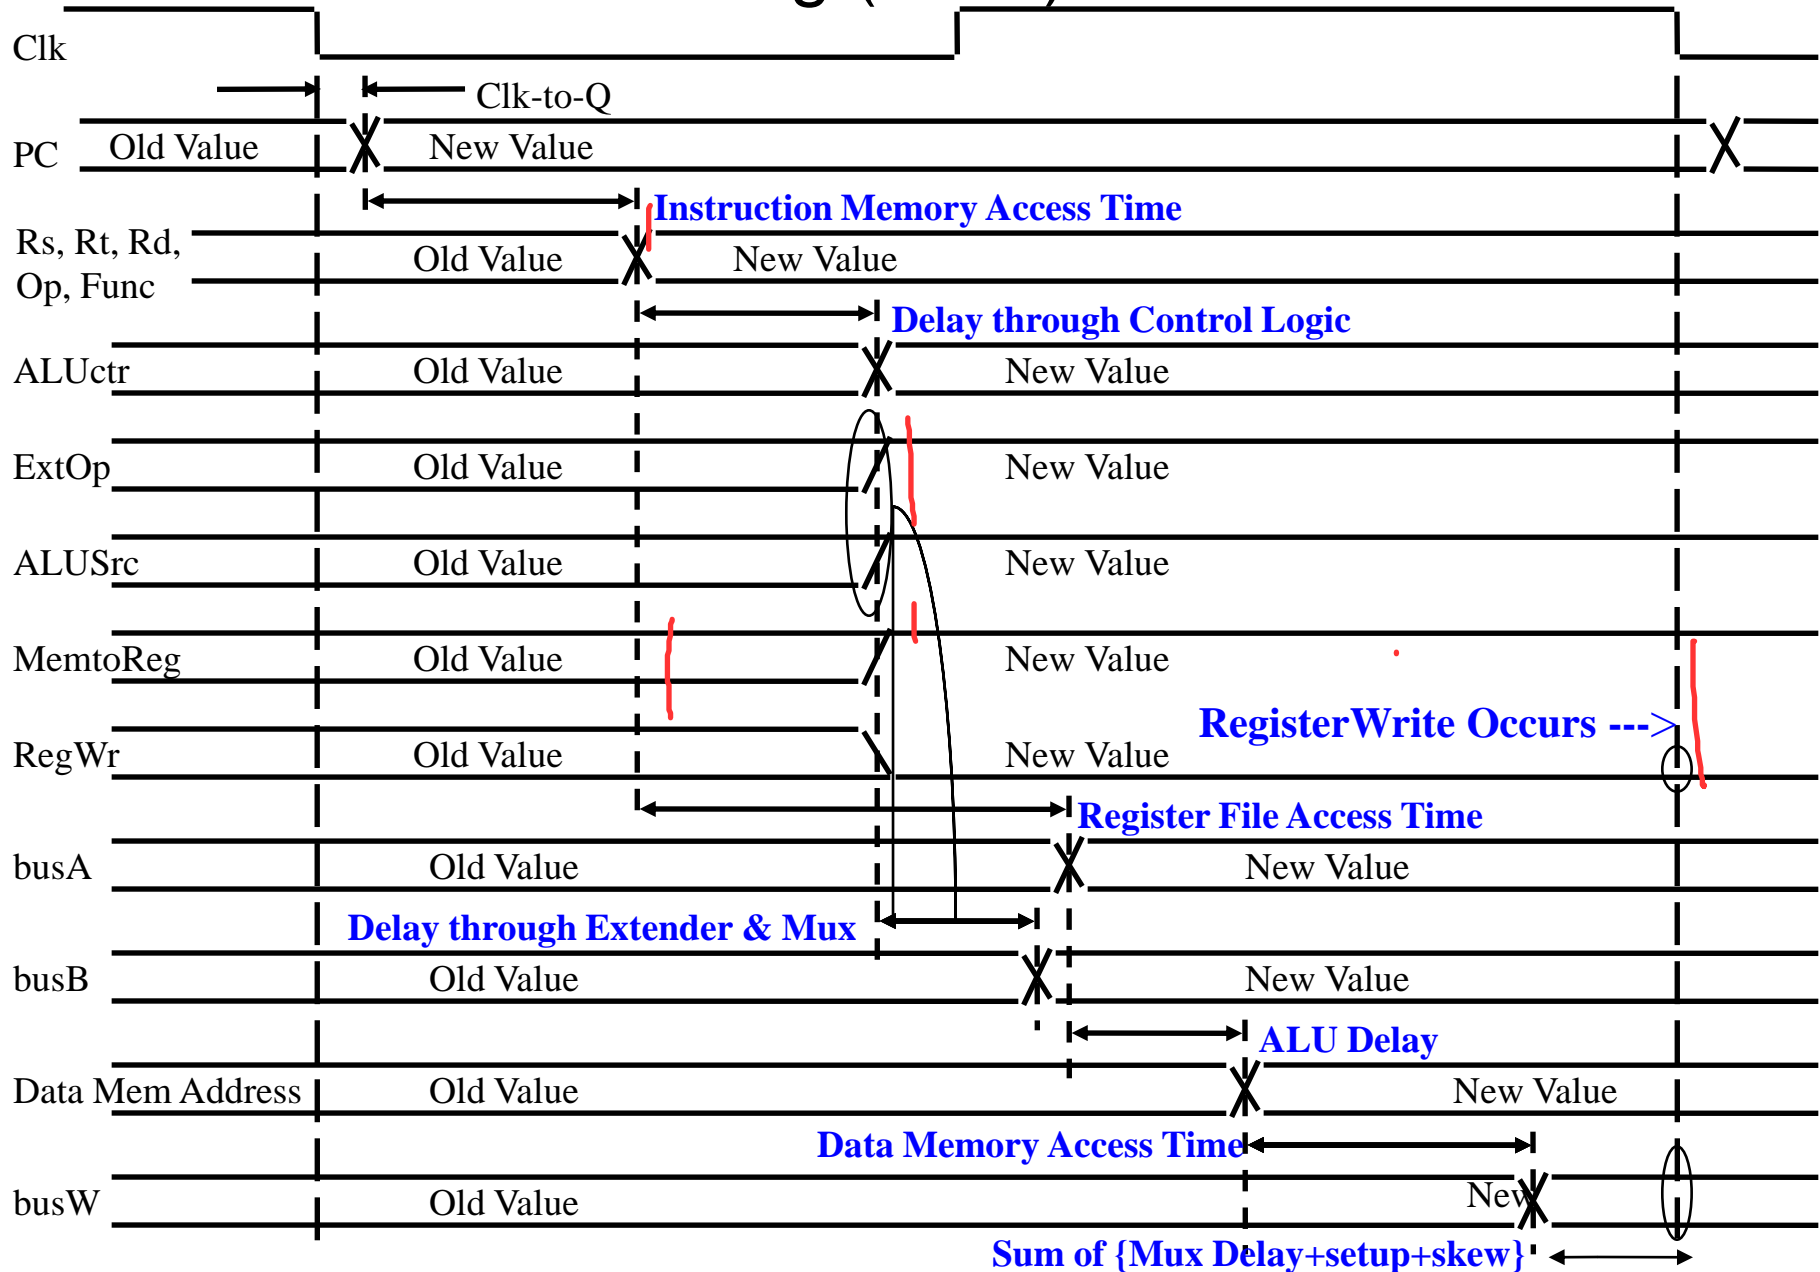 Clk
Clk-to-Q
PC Old Value New Value
Instruction Memory Access Time
Rs, Rt, Rd,
Op, Func
Old Value New Value
Delay through Control Logic
ALUctr Old Value New Value
ExtOp Old Value New Value
ALUSrc Old Value New Value
MemtoReg Old Value New Value
RegisterWrite Occurs --->
RegWr Old Value New Value
Register File Access Time
busA Old Value New Value
Delay through Extender & Mux
busB Old Value New Value
ALU Delay
Data Mem Address Old Value New Value
Data Memory Access Time
busW Old Value New
Sum of {Mux Delay+setup+skew}